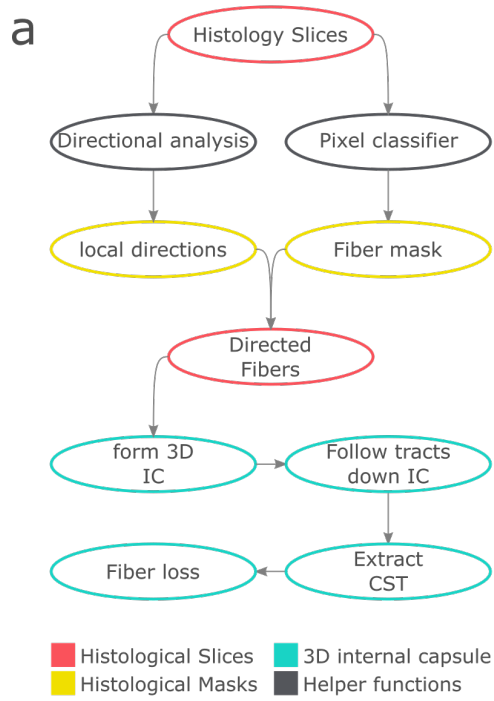 a
Histology Slices
Directional analysis
Pixel classifier
local directions
Fiber mask
Directed
Fibers
form 3D
IC
Follow tracts
down IC
Fiber loss
Extract
CST
Histological Slices
3D internal capsule
Histological Masks
Helper functions